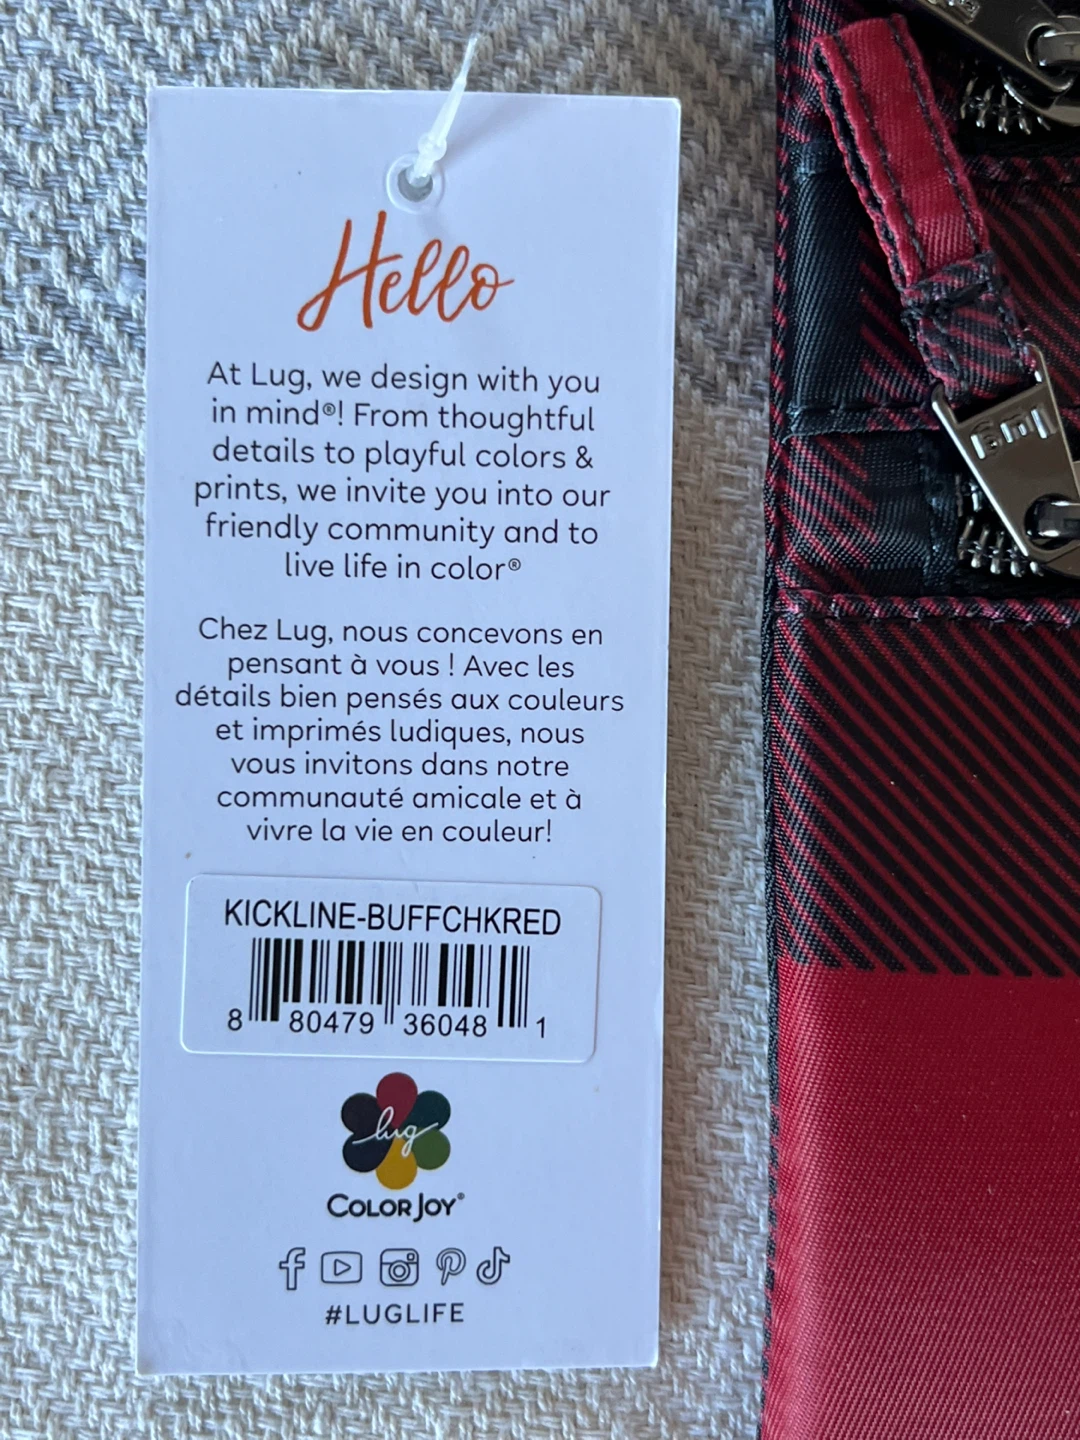 Hello
At Lug, we design with you
in mind®! From thoughtful
details to playful colors &
prints, we invite you into our
friendly community and to
live life in color®
Chez Lug, nous concevons en
pensant à vous ! Avec les
détails bien pensés aux couleurs
et imprimés ludiques, nous
vous invitons dans notre
communauté amicale et à
vivre la vie en couleur!
KICKLINE-BUFFCHKRED
8 80479 36048 1
lug
COLOR JOY®
#LUGLIFE
lug